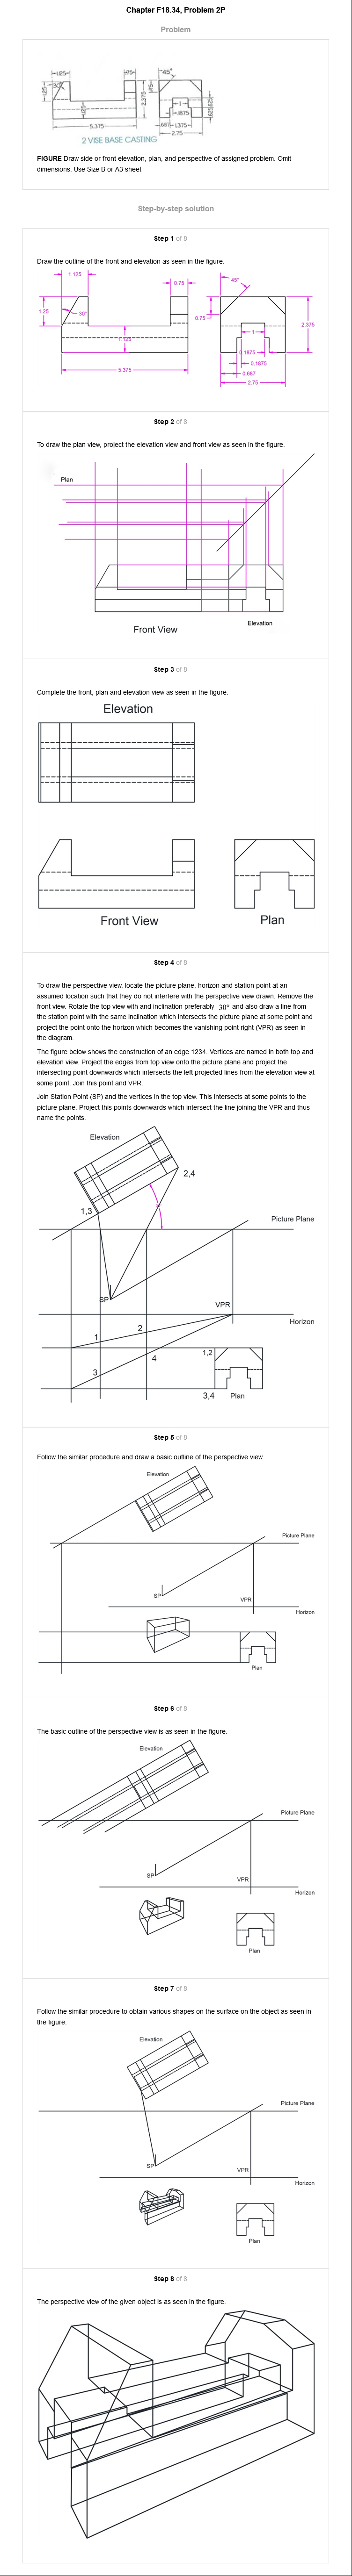 Chapter F18.34, Problem 2P
Problem
1.125
.75
45°
30°
1.25
.75
2.375
1
.1875
.687
1.375
5.375
2.75
2 VISE BASE CASTING
FIGURE Draw side or front elevation, plan, and perspective of assigned problem. Omit
dimensions. Use Size B or A3 sheet
Step-by-step solution
Step 1 of 8
Draw the outline of the front and elevation as seen in the figure.
1.125
0.75
45°
1.25
30°
0.75
1.125
1
2.375
0.1875
0.1875
5.375
0.687
2.75
Step 2 of 8
To draw the plan view, project the elevation view and front view as seen in the figure.
Plan
Elevation
Front View
Step 3 of 8
Complete the front, plan and elevation view as seen in the figure.
Elevation
Front View
Plan
Step 4 of 8
To draw the perspective view, locate the picture plane, horizon and station point at an
assumed location such that they do not interfere with the perspective view drawn. Remove the
front view. Rotate the top view with and inclination preferably 30° and also draw a line from
the station point with the same inclination which intersects the picture plane at some point and
project the point onto the horizon which becomes the vanishing point right (VPR) as seen in
the diagram.
The figure below shows the construction of an edge 1234. Vertices are named in both top and
elevation view. Project the edges from top view onto the picture plane and project the
intersecting point downwards which intersects the left projected lines from the elevation view at
some point. Join this point and VPR.
Join Station Point (SP) and the vertices in the top view. This intersects at some points to the
picture plane. Project this points downwards which intersect the line joining the VPR and thus
name the points.
Elevation
2,4
1,3
Picture Plane
SP
VPR
Horizon
2
1
1,2
4
3
3,4
Plan
Step 5 of 8
Follow the similar procedure and draw a basic outline of the perspective view.
Elevation
Picture Plane
SP
VPR
Horizon
Plan
Step 6 of 8
The basic outline of the perspective view is as seen in the figure.
Elevation
Picture Plane
SP
VPR
Horizon
Plan
Step 7 of 8
Follow the similar procedure to obtain various shapes on the surface on the object as seen in
the figure.
Elevation
Picture Plane
SP
VPR
Horizon
Plan
Step 8 of 8
The perspective view of the given object is as seen in the figure.